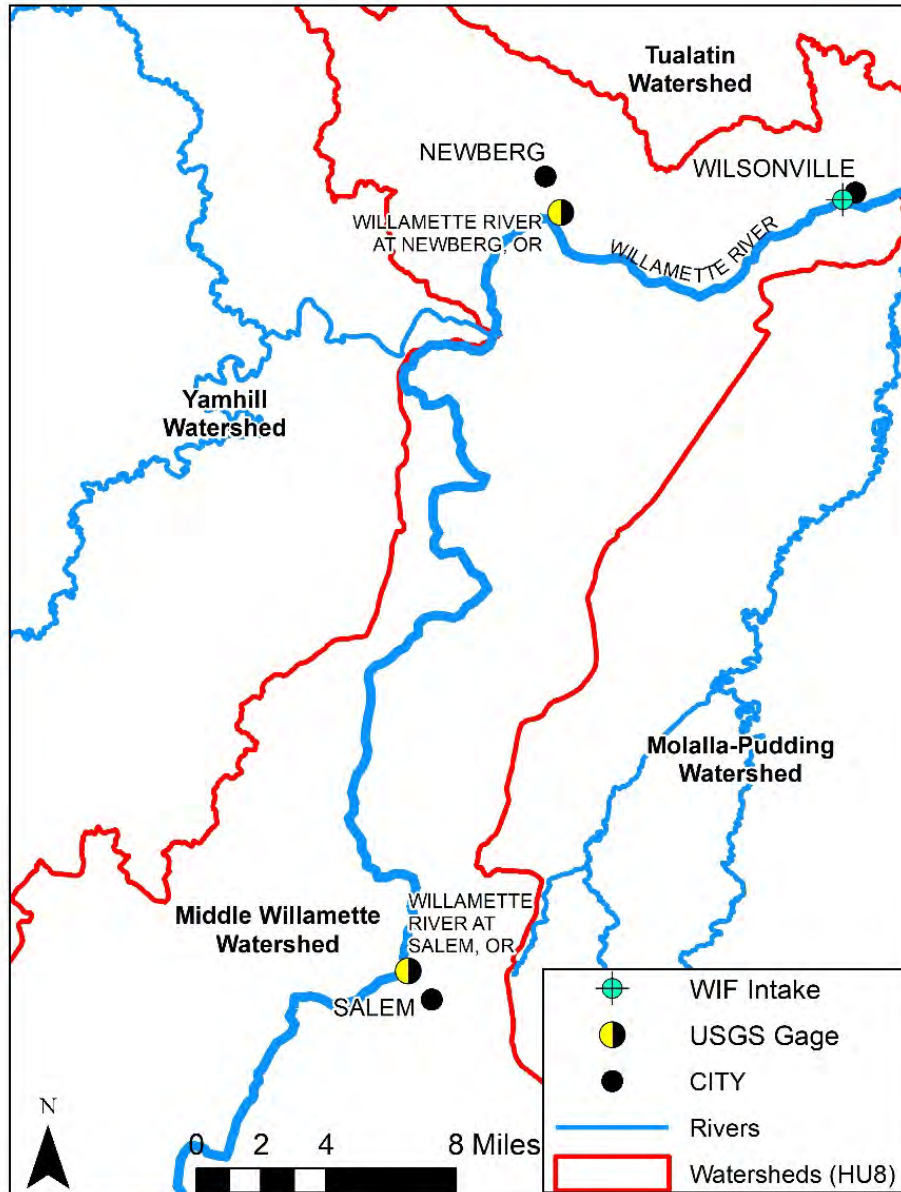 Tualatin
Watershed
NEWBERG
WILSONVILLE
WILLAMETTE RIVER
AT NEWBERG, OR
WILLAMETTE RIVER
Yamhill
Watershed
Molalla-Pudding
Watershed
Middle Willamette
Watershed
WILLAMETTE
RIVER AT
SALEM, OR
SALEM
WIF Intake
USGS Gage
CITY
Rivers
Watersheds (HU8)
N
0 2 4 8 Miles